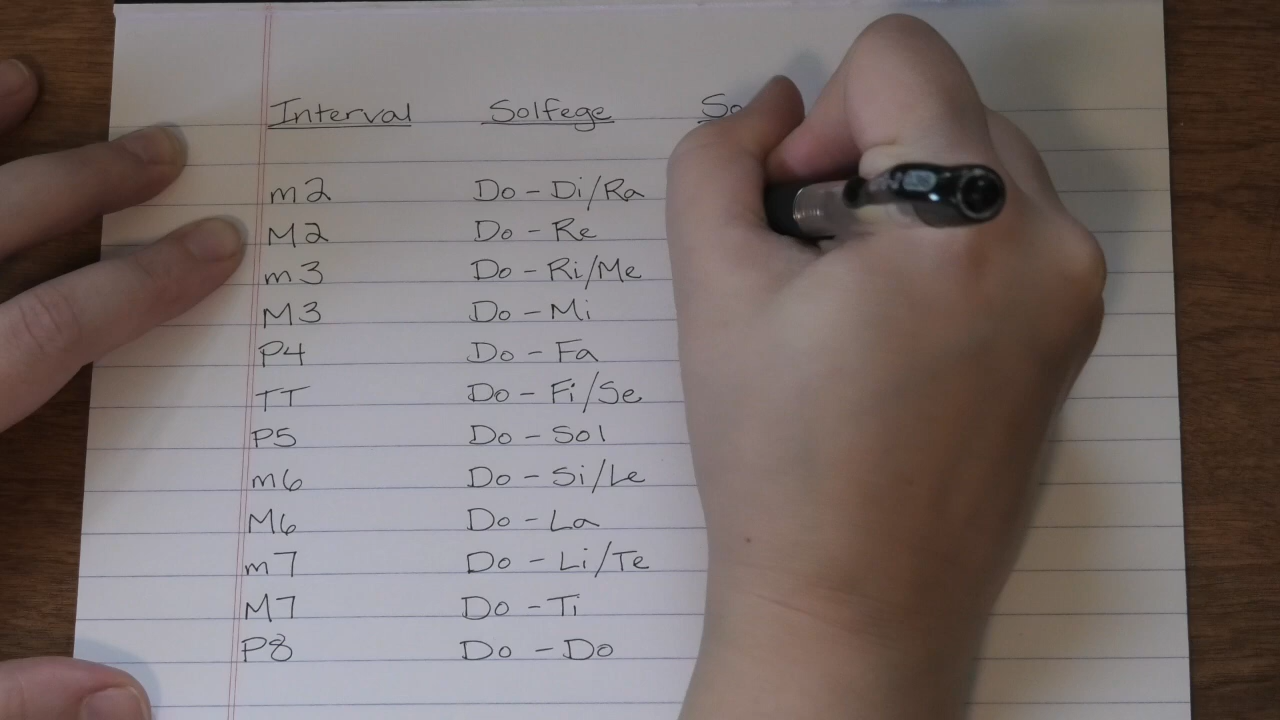 Interval Solfege
m2 Do - Di/Ra
M2 Do - Re
m3 Do - Ri/Me
M3 Do - Mi
P4 Do - Fa
TT Do - Fi/Se
P5 Do - Sol
m6 Do - Si/Le
M6 Do - La
m7 Do - Li/Te
M7 Do - Ti
P8 Do - Do